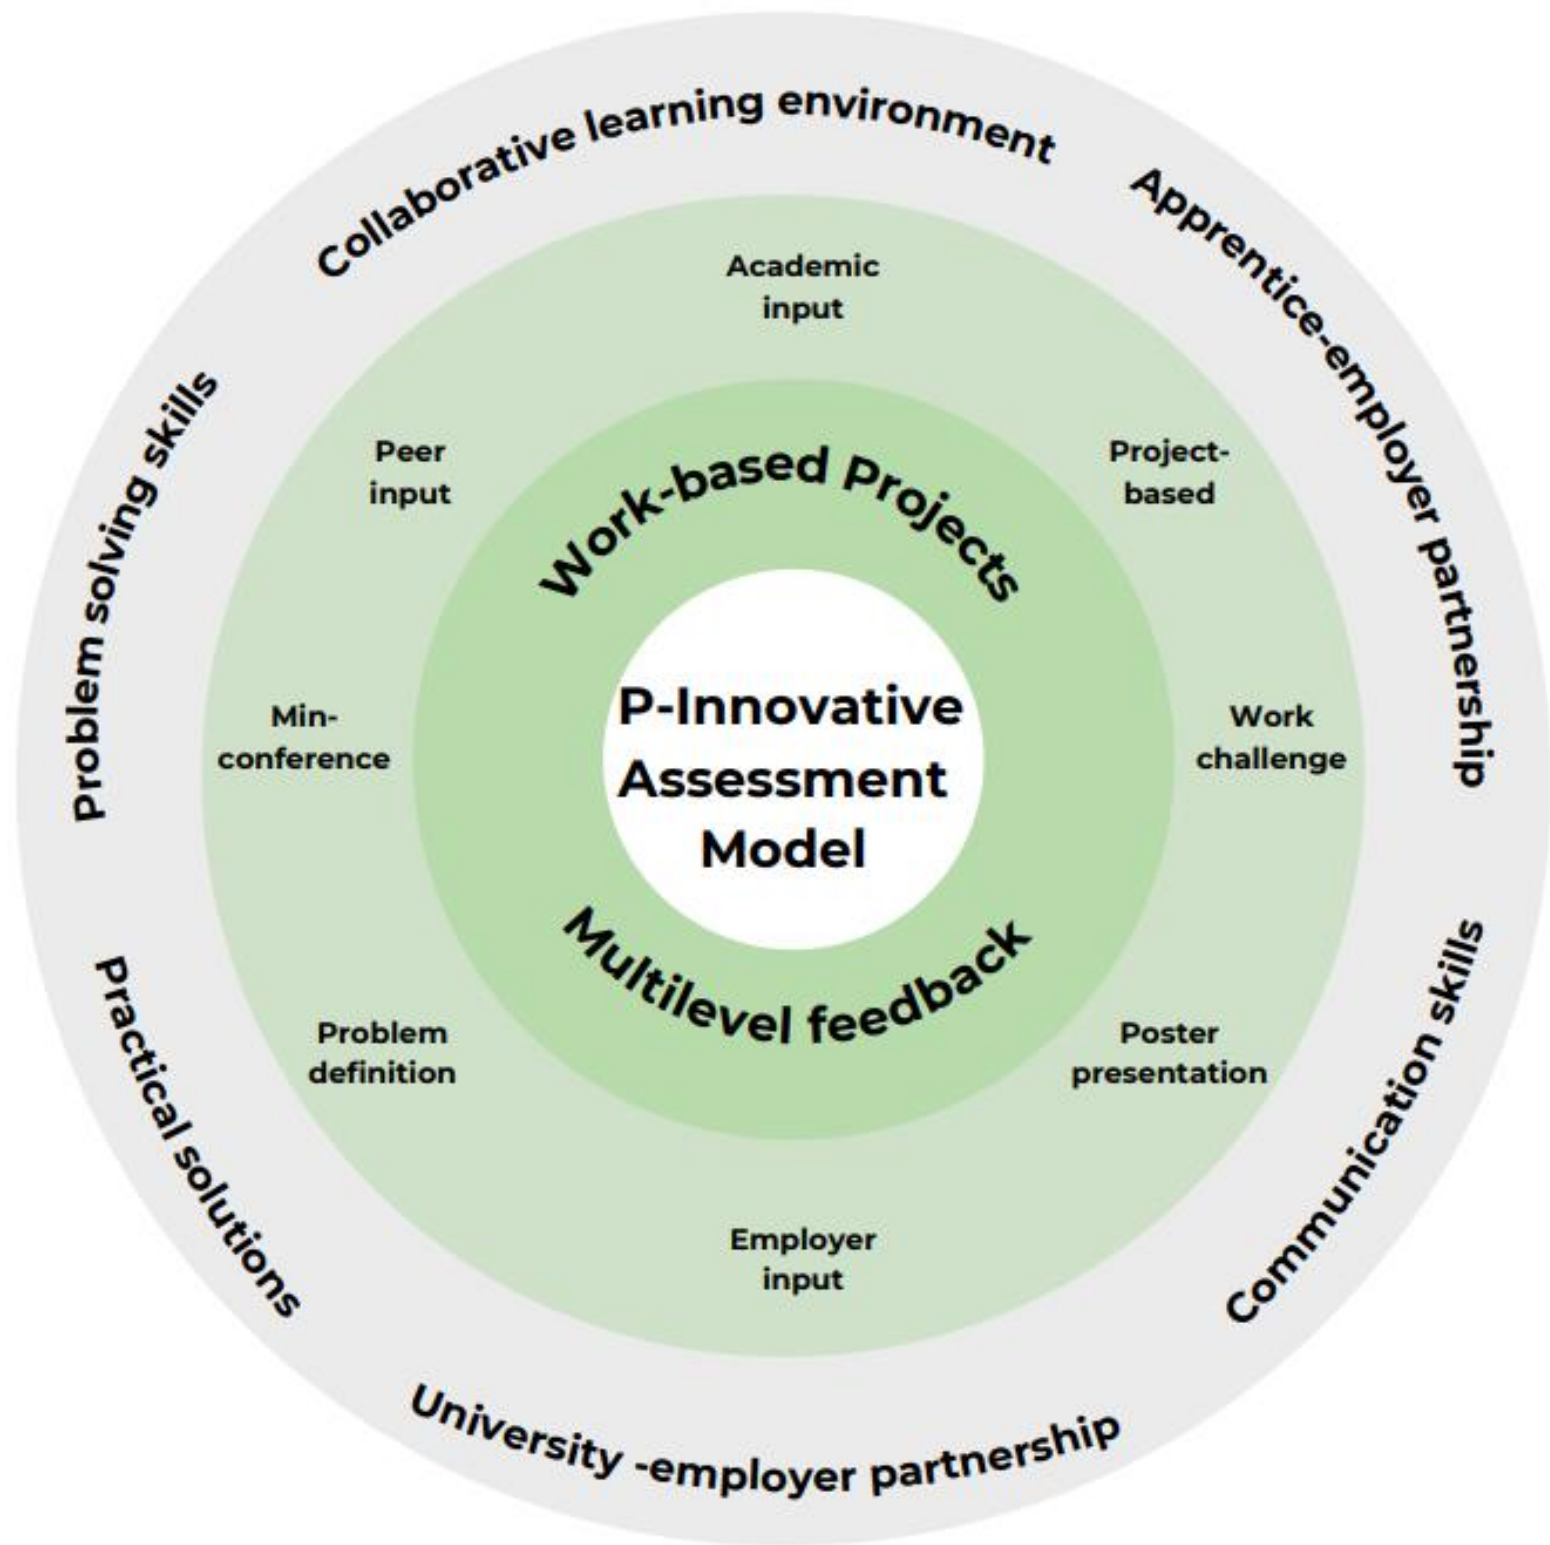 Collaborative learning environment
Apprentice-employer partnership
Academic
input
Problem solving skills
Peer
input
Project-
based
Work-based Projects
Min-
conference
Work
challenge
P-Innovative
Assessment
Model
Multilevel feedback
Practical solutions
Communication skills
Problem
definition
Poster
presentation
Employer
input
University -employer partnership